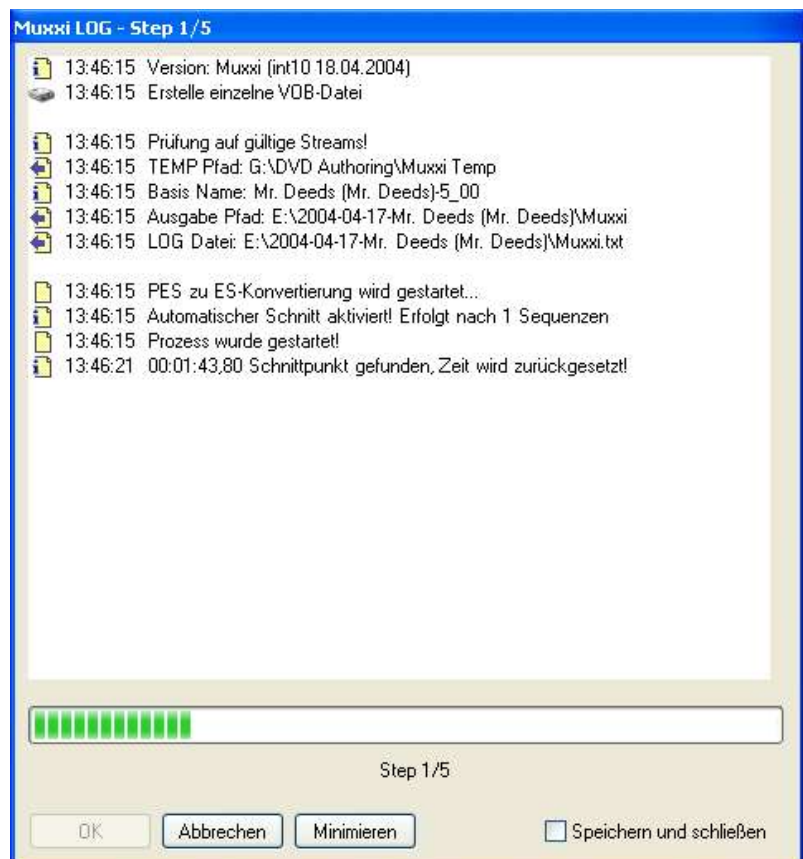 Muxxi LOG - Step 1/5
13:46:15 Version: Muxxi (int10 18.04.2004)
13:46:15 Erstelle einzelne VOB-Datei
13:46:15 Prüfung auf gültige Streams!
13:46:15 TEMP Pfad: G:\DVD Authoring\Muxxi Temp
13:46:15 Basis Name: Mr. Deeds (Mr. Deeds)-5_00
13:46:15 Ausgabe Pfad: E:\2004-04-17-Mr. Deeds (Mr. Deeds)\Muxxi
13:46:15 LOG Datei: E:\2004-04-17-Mr. Deeds (Mr. Deeds)\Muxxi.txt
13:46:15 PES zu ES-Konvertierung wird gestartet...
13:46:15 Automatischer Schnitt aktiviert! Erfolgt nach 1 Sequenzen
13:46:15 Prozess wurde gestartet!
13:46:21 00:01:43,80 Schnittpunkt gefunden, Zeit wird zurückgesetzt!
Step 1/5
OK Abbrechen Minimieren Speichern und schließen